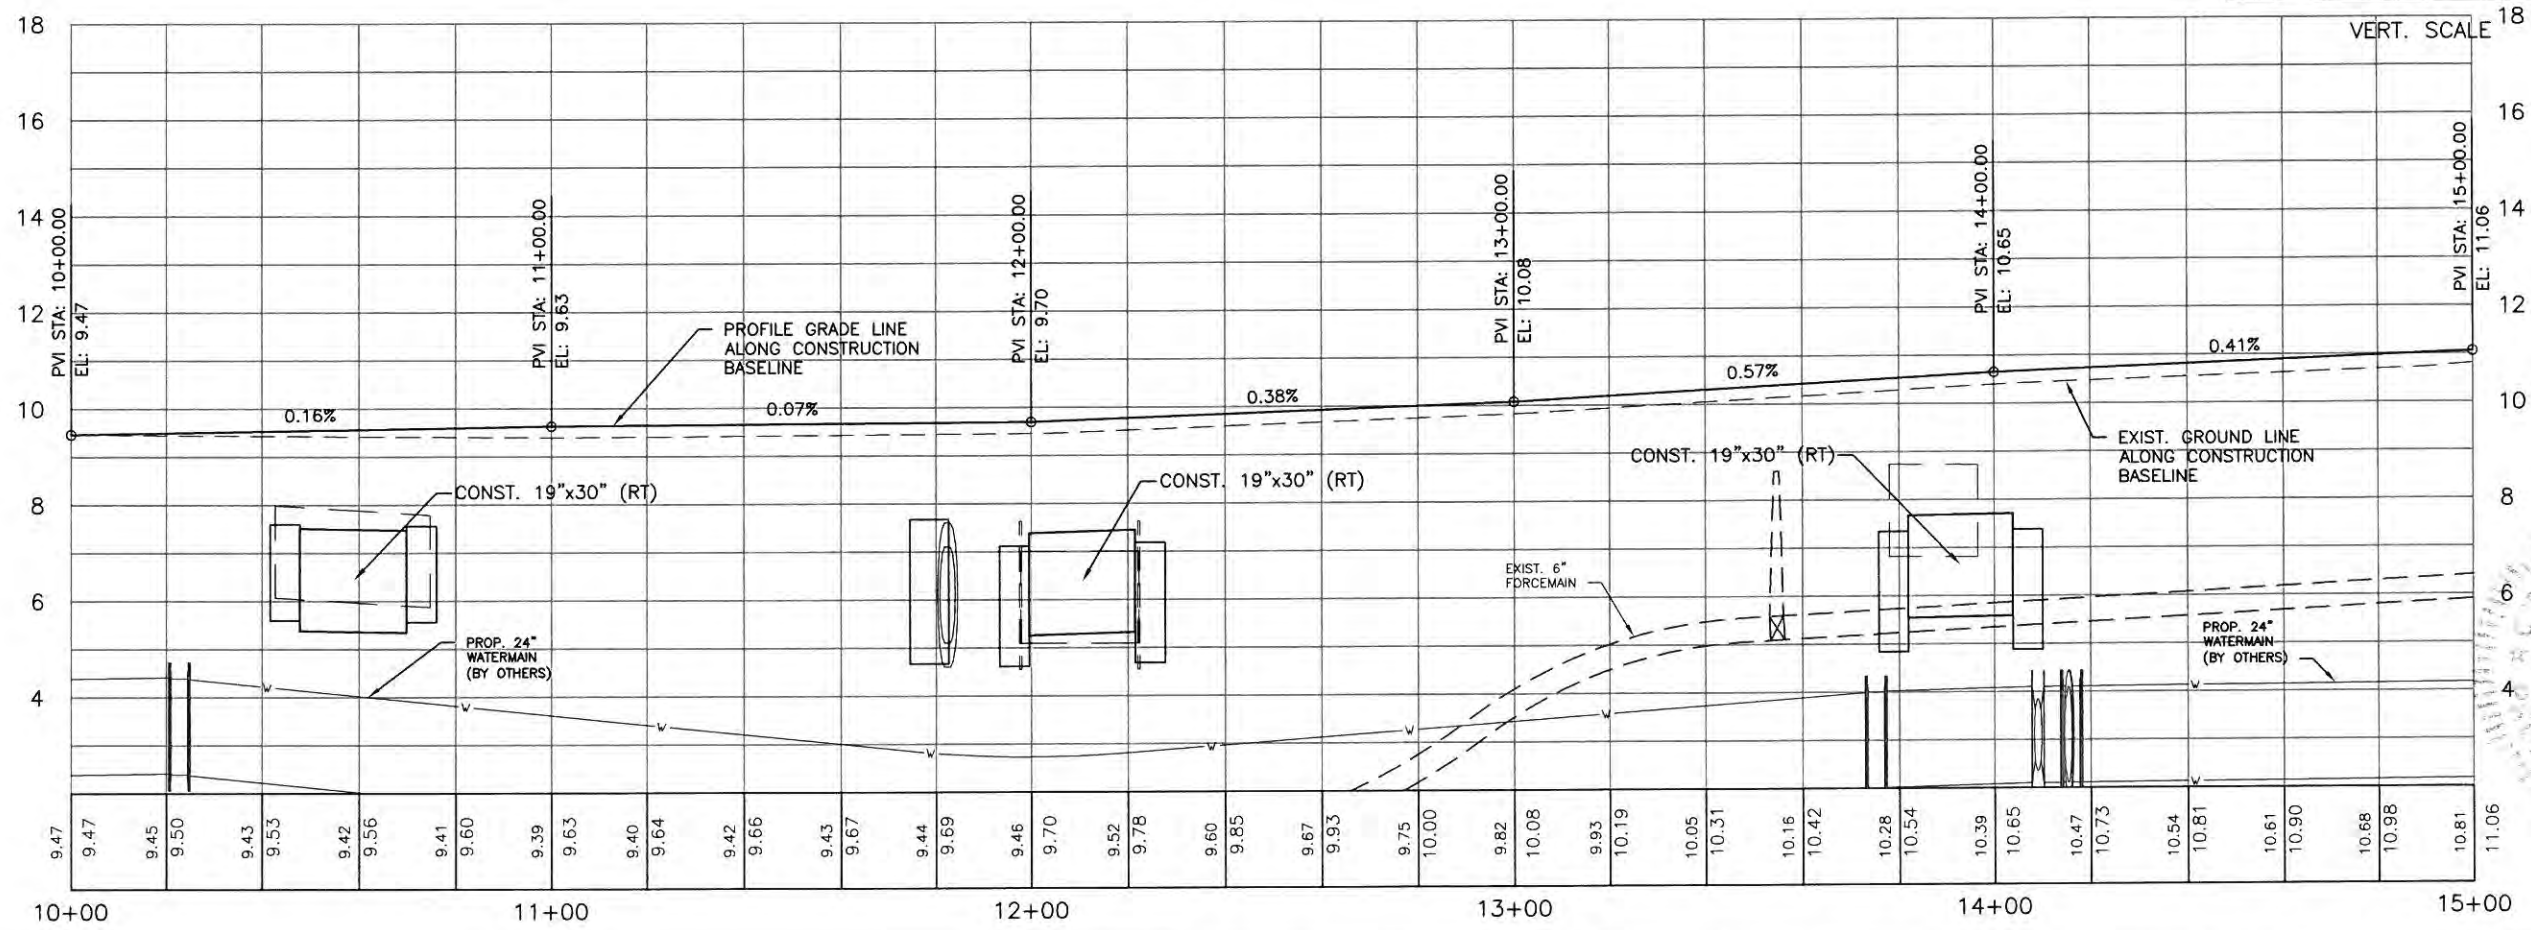 18
16
14
12
10
8
6
4
VERT. SCALE
18
16
14
12
10
8
6
4
PVI STA: 10+00.00
EL: 9.47
PVI STA: 11+00.00
EL: 9.63
PVI STA: 12+00.00
EL: 9.70
PVI STA: 13+00.00
EL: 10.08
PVI STA: 14+00.00
EL: 10.65
PVI STA: 15+00.00
EL: 11.06
PROFILE GRADE LINE
ALONG CONSTRUCTION
BASELINE
0.16%
0.07%
0.38%
0.57%
0.41%
EXIST. GROUND LINE
ALONG CONSTRUCTION
BASELINE
CONST. 19"x30" (RT)
CONST. 19"x30" (RT)
CONST. 19"x30" (RT)
EXIST. 6"
FORCEMAIN
PROP. 24"
WATERMAIN
(BY OTHERS)
PROP. 24"
WATERMAIN
(BY OTHERS)
W
W
W
W
W
W
W
W
W
9.47 9.47
9.45 9.50
9.43 9.53
9.42 9.56
9.41 9.60
9.39 9.63
9.40 9.64
9.42 9.66
9.43 9.67
9.44 9.69
9.46 9.70
9.52 9.78
9.60 9.85
9.67 9.93
9.75 10.00
9.82 10.08
9.93 10.19
10.05 10.31
10.16 10.42
10.28 10.54
10.39 10.65
10.47 10.73
10.54 10.81
10.61 10.90
10.68 10.98
10.81 11.06
10+00
11+00
12+00
13+00
14+00
15+00